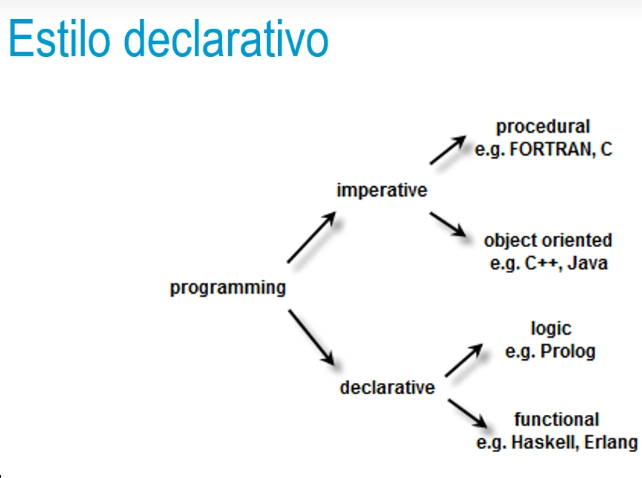 Estilo declarativo
procedural
e.g. FORTRAN, C
imperative
object oriented
e.g. C++, Java
programming
logic
e.g. Prolog
declarative
functional
e.g. Haskell, Erlang